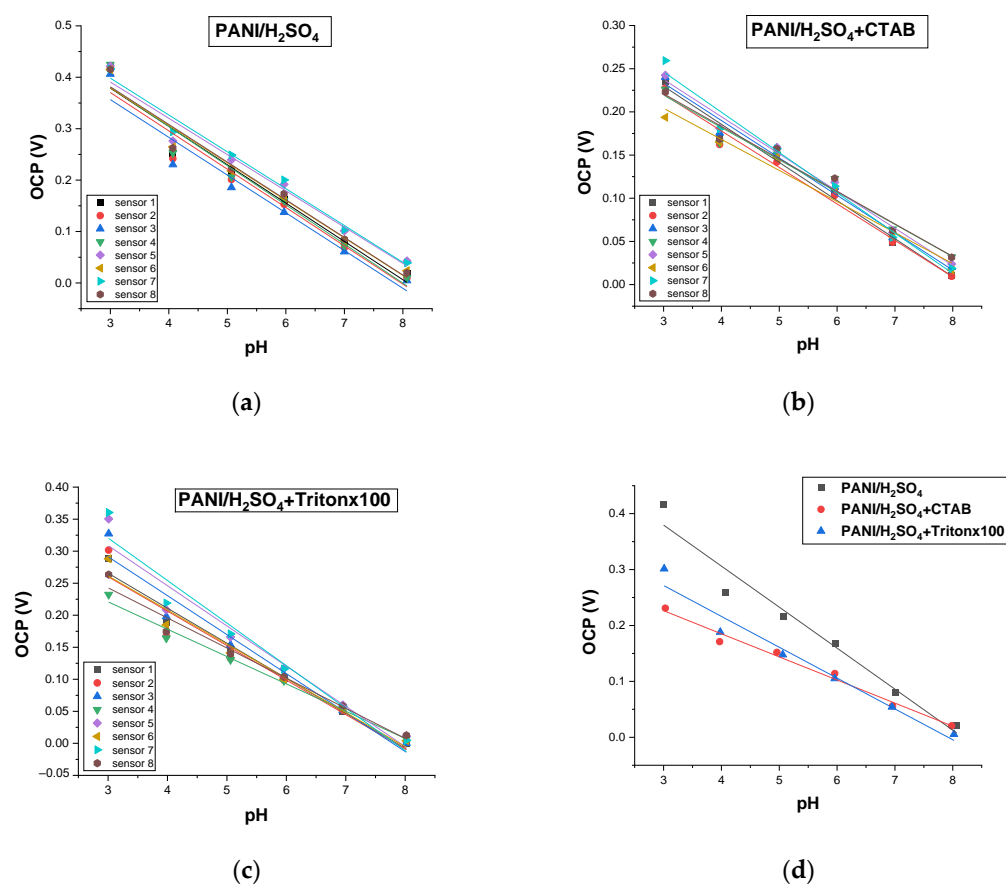 PANI/H₂SO₄
OCP (V)
0.5
0.4
0.3
0.2
0.1
0.0
sensor 1
sensor 2
sensor 3
sensor 4
sensor 5
sensor 6
sensor 7
sensor 8
3 4 5 6 7 8
pH
(a)
PANI/H₂SO₄+CTAB
OCP (V)
0.30
0.25
0.20
0.15
0.10
0.05
0.00
sensor 1
sensor 2
sensor 3
sensor 4
sensor 5
sensor 6
sensor 7
sensor 8
3 4 5 6 7 8
pH
(b)
PANI/H₂SO₄+Tritonx100
OCP (V)
0.40
0.35
0.30
0.25
0.20
0.15
0.10
0.05
0.00
−0.05
sensor 1
sensor 2
sensor 3
sensor 4
sensor 5
sensor 6
sensor 7
sensor 8
3 4 5 6 7 8
pH
(c)
PANI/H₂SO₄
PANI/H₂SO₄+CTAB
PANI/H₂SO₄+Tritonx100
OCP (V)
0.4
0.3
0.2
0.1
0.0
3 4 5 6 7 8
pH
(d)